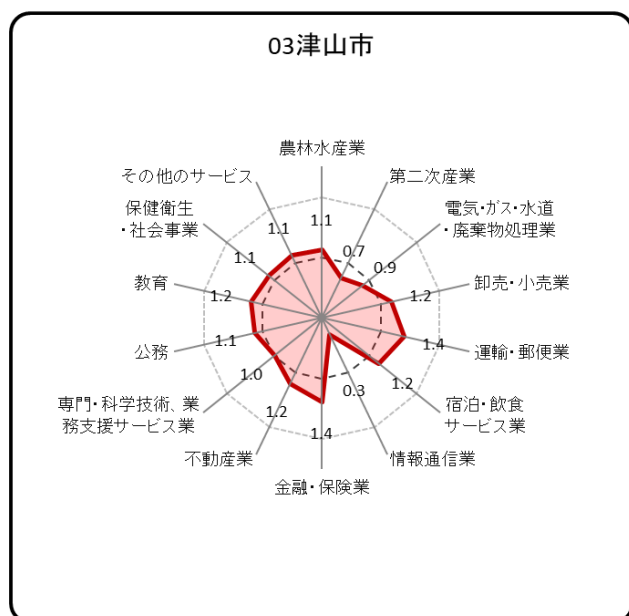 03津山市
農林水産業
1.1
第二次産業
0.7
電気・ガス・水道
・廃棄物処理業
0.9
卸売・小売業
1.2
運輸・郵便業
1.4
宿泊・飲食
サービス業
1.2
情報通信業
0.3
金融・保険業
1.4
不動産業
1.2
専門・科学技術、業
務支援サービス業
1.0
公務
1.1
教育
1.2
保健衛生
・社会事業
1.1
その他のサービス
1.1